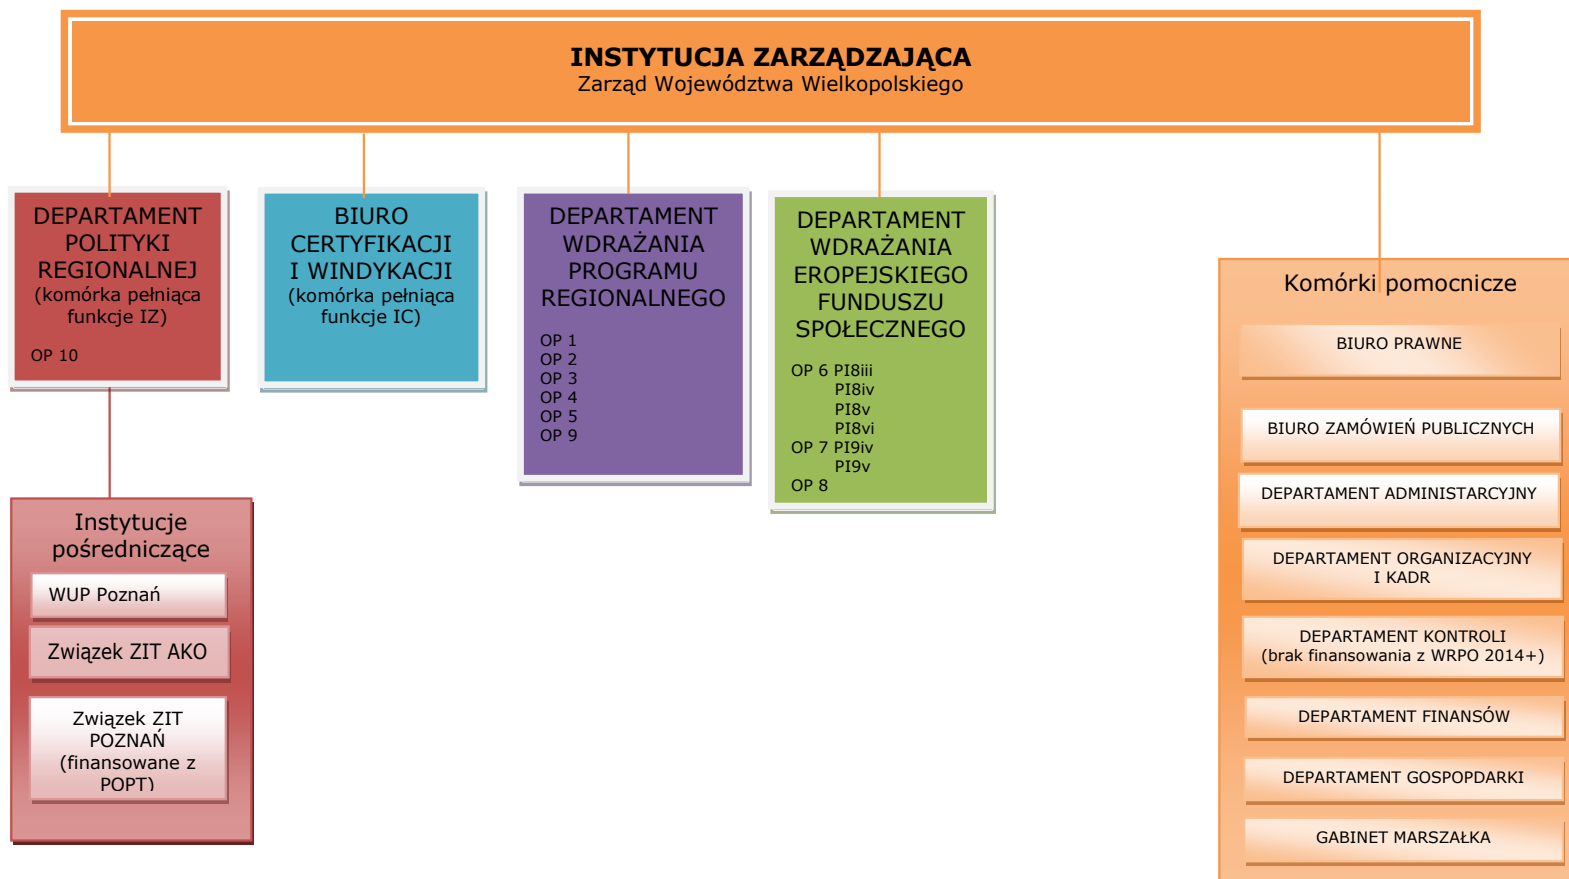 INSTYTUCJA ZARZĄDZAJĄCA
Zarząd Województwa Wielkopolskiego
DEPARTAMENT
POLITYKI
REGIONALNEJ
(komórka pełniąca
funkcje IZ)
OP 10
BIURO
CERTYFIKACJI
I WINDYKACJI
(komórka pełniąca
funkcje IC)
DEPARTAMENT
WDRAŻANIA
PROGRAMU
REGIONALNEGO
OP 1
OP 2
OP 3
OP 4
OP 5
OP 9
DEPARTAMENT
WDRAŻANIA
EROPEJSKIEGO
FUNDUSZU
SPOŁECZNEGO
OP 6 PI8iii
PI8iv
PI8v
PI8vi
OP 7 PI9iv
PI9v
OP 8
Instytucje
pośredniczące
WUP Poznań
Związek ZIT AKO
Związek ZIT
POZNAŃ
(finansowane z
POPT)
Komórki pomocnicze
BIURO PRAWNE
BIURO ZAMÓWIEŃ PUBLICZNYCH
DEPARTAMENT ADMINISTARCYJNY
DEPARTAMENT ORGANIZACYJNY
I KADR
DEPARTAMENT KONTROLI
(brak finansowania z WRPO 2014+)
DEPARTAMENT FINANSÓW
DEPARTAMENT GOSPOPDARKI
GABINET MARSZAŁKA